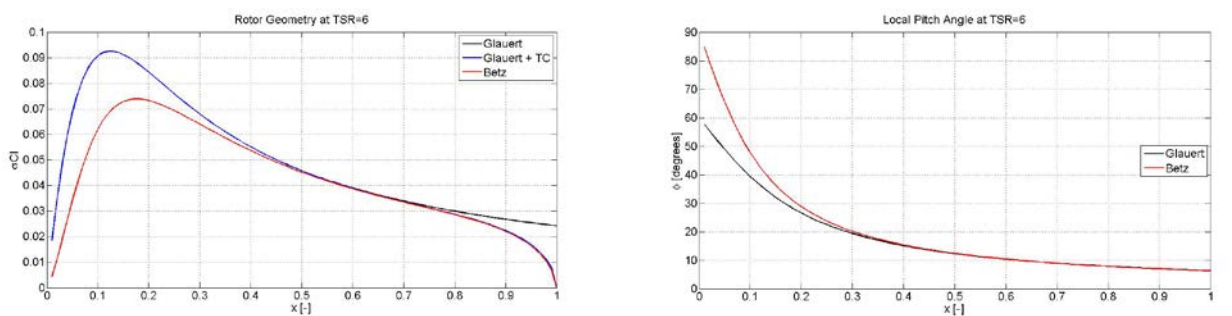 Rotor Geometry at TSR=6
0.1
0.09
0.08
0.07
0.06
0.05
0.04
0.03
0.02
0.01
0
σCl
Glauert
Glauert + TC
Betz
0 0.1 0.2 0.3 0.4 0.5 0.6 0.7 0.8 0.9 1
x [-]
Local Pitch Angle at TSR=6
90
80
70
60
50
40
30
20
10
0
ϕ [degrees]
Glauert
Betz
0 0.1 0.2 0.3 0.4 0.5 0.6 0.7 0.8 0.9 1
x [-]